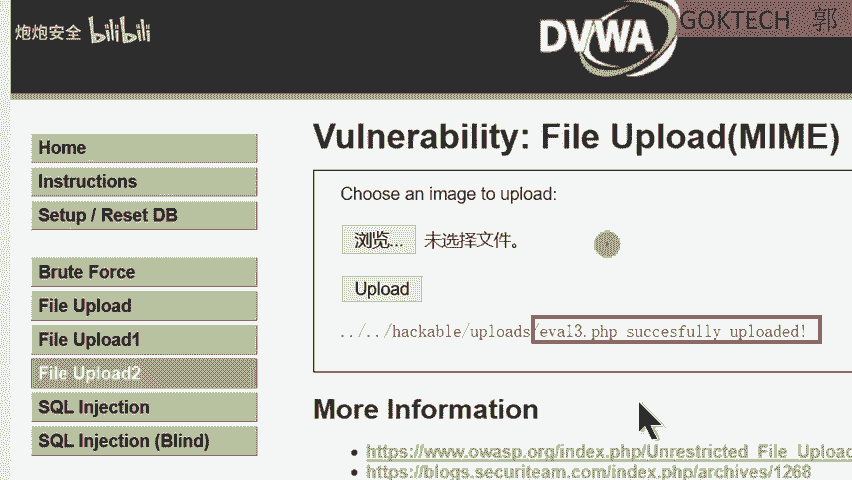 炮炮安全 bilibili
DVWA
GOKTECH 郭
Home
Instructions
Setup / Reset DB
Brute Force
File Upload
File Upload1
File Upload2
SQL Injection
SQL Injection (Blind)
Vulnerability: File Upload(MIME)
Choose an image to upload:
浏览... 未选择文件。
Upload
../../hackable/uploads/eval3.php succesfully uploaded!
More Information
https://www.owasp.org/index.php/Unrestricted_File_Upload
https://blogs.securiteam.com/index.php/archives/1268